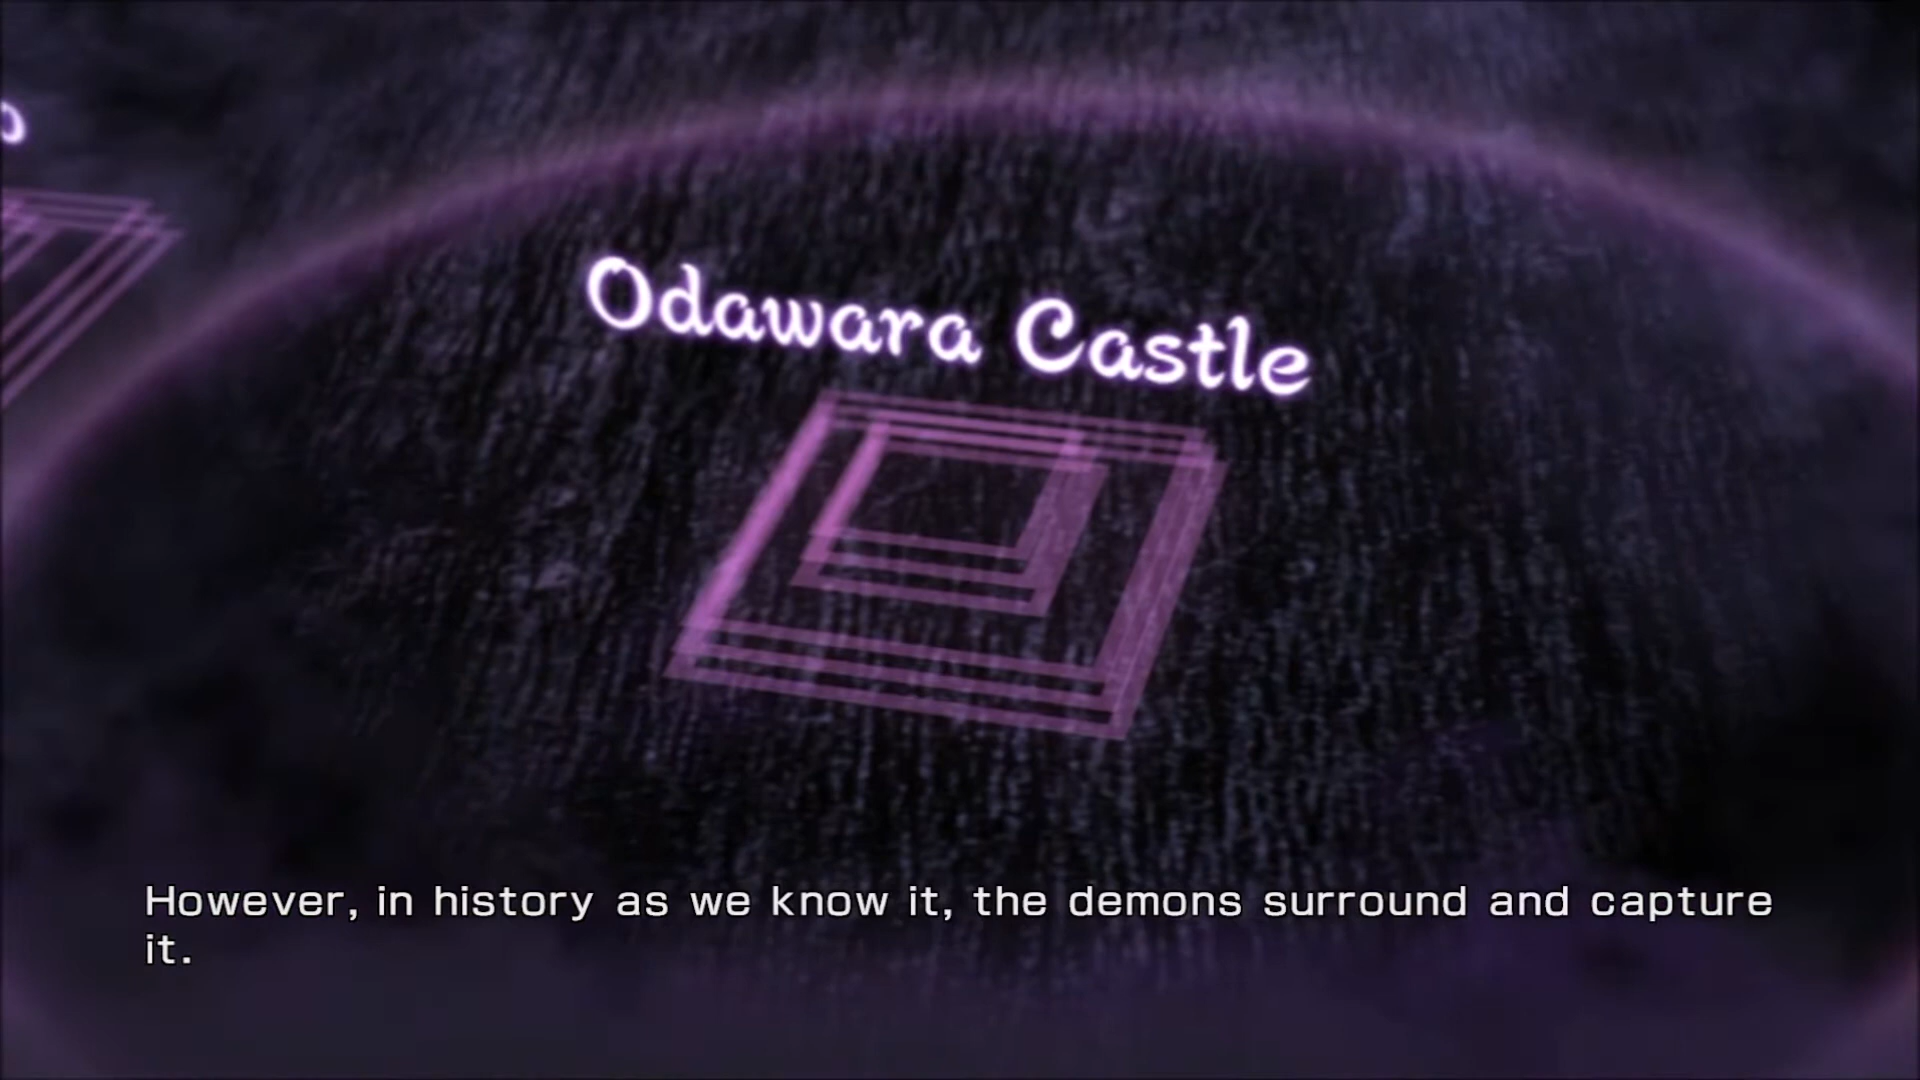 Odawara Castle
However, in history as we know it, the demons surround and capture
it.